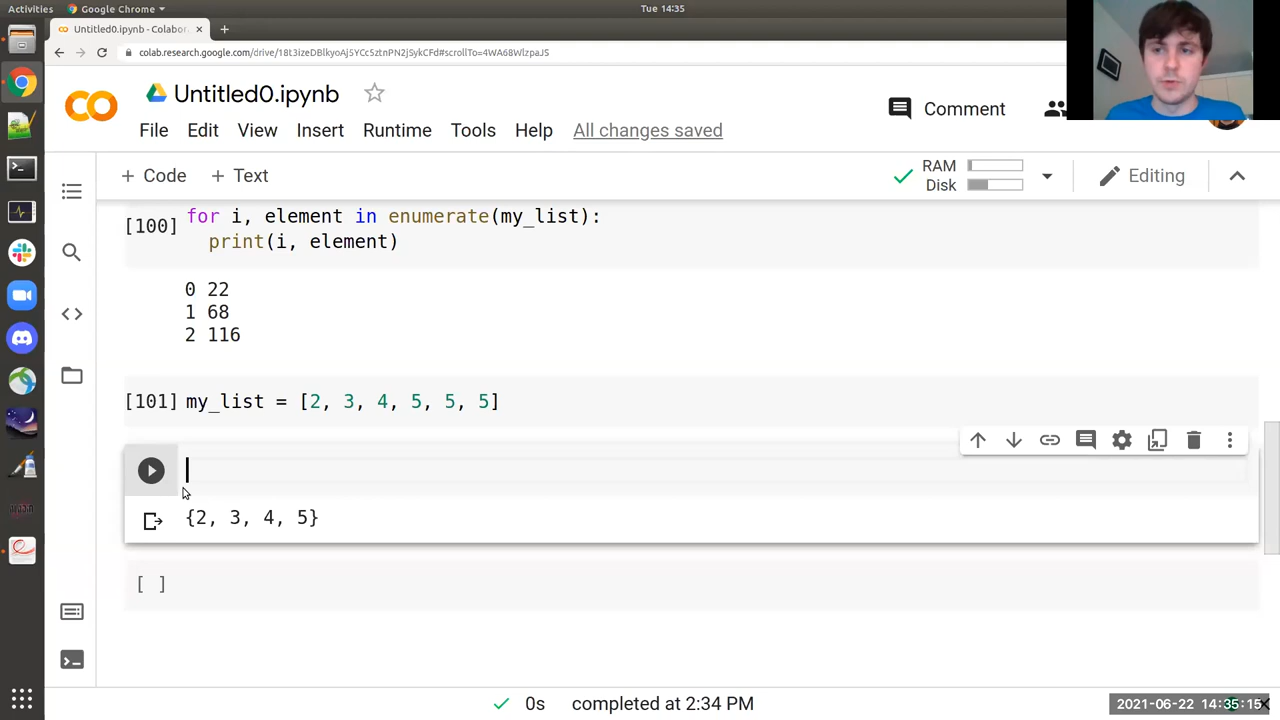 Activities
Google Chrome
Tue 14:35
Untitled0.ipynb - Colabor
colab.research.google.com/drive/18t3izeDBlkyoAj5YCc5ztnPN2jSykCFd#scrollTo=4WA68WlzpaJS
Untitled0.ipynb
File Edit View Insert Runtime Tools Help All changes saved
Comment
+ Code + Text
RAM
Disk
Editing
[100] for i, element in enumerate(my_list):
print(i, element)
0 22
1 68
2 116
[101] my_list = [2, 3, 4, 5, 5, 5]
{2, 3, 4, 5}
[ ]
0s completed at 2:34 PM
2021-06-22 14:35:15